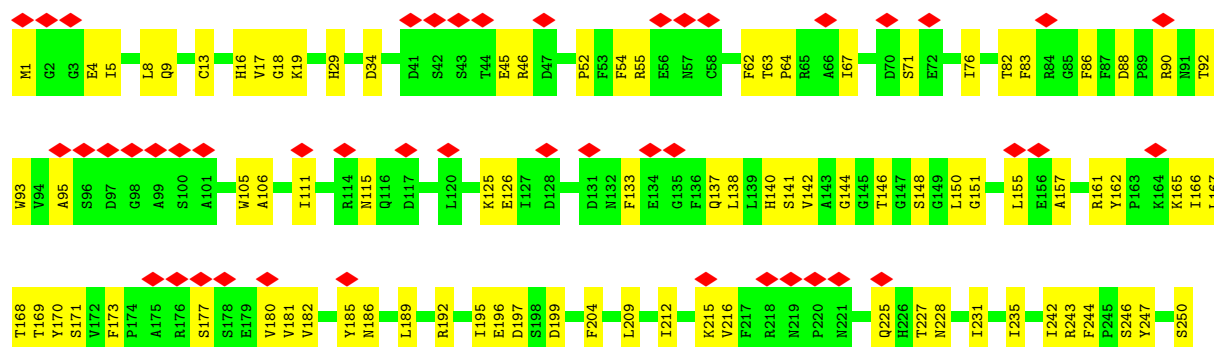 M1 G2 G3 E4 I5 L8 Q9 C13 H16 V17 G18 K19 H29 D34 D41 S42 S43 T44 E45 R46 D47 P52 F53 F54 R55 E56 N57 C58 F62 T63 P64 R65 A66 I67 D70 S71 E72 I76 T82 F83 R84 G85 F86 F87 D88 P89 R90 N91 T92
W93 V94 A95 S96 D97 G98 A99 S100 A101 W105 A106 I111 R114 N115 Q116 D117 L120 K125 E126 I127 D128 D131 N132 F133 E134 G135 F136 Q137 L138 L139 H140 S141 V142 A143 G144 G145 T146 G147 S148 G149 L150 G151 L155 E156 A157 R161 Y162 P163 K164 K165 I166 L167
T168 T169 Y170 S171 V172 F173 P174 A175 R176 S177 S178 E179 V180 V181 V182 Y185 N186 L189 R192 I195 E196 D197 S198 D199 F204 L209 I212 K215 V216 F217 R218 N219 P220 N221 Q225 H226 T227 N228 I231 I235 I242 R243 F244 P245 S246 Y247 S250